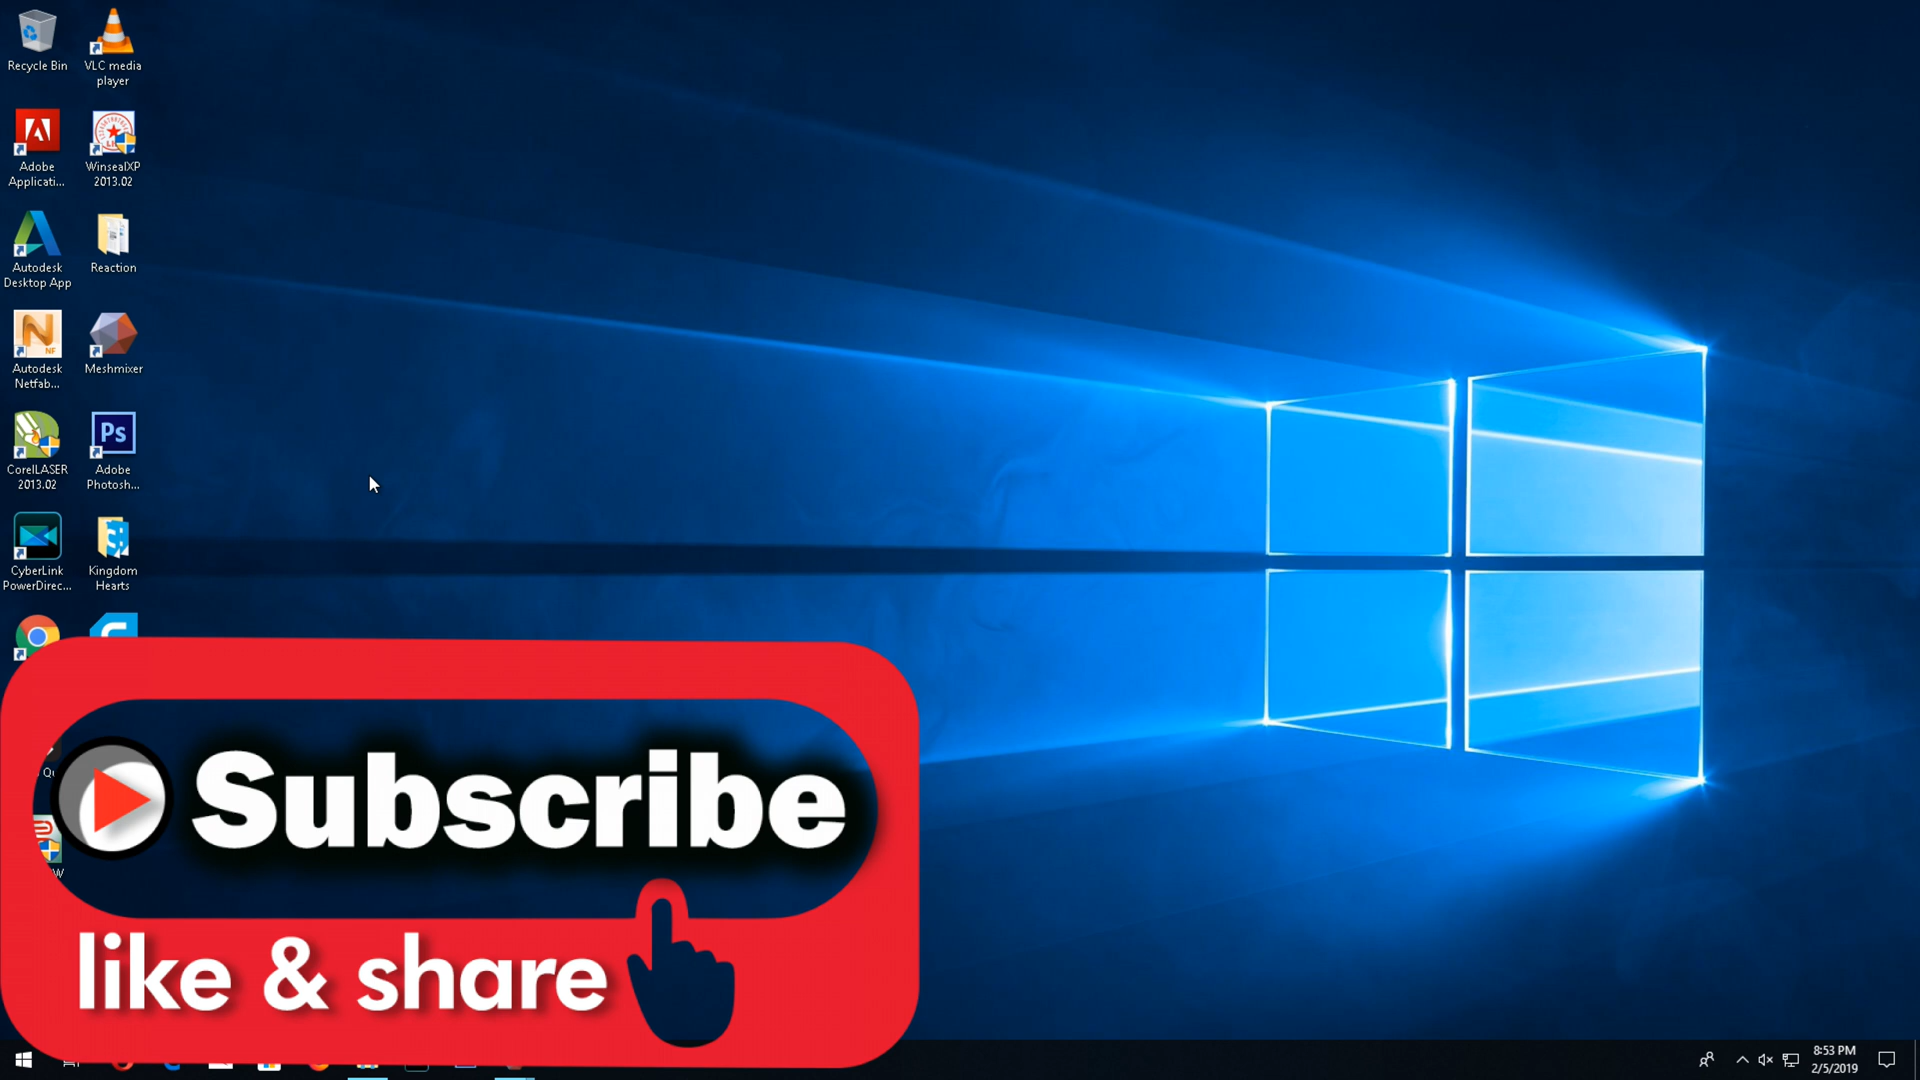 Recycle Bin
VLC media
player
Adobe
Applicati...
WinsealXP
2013.02
Autodesk
Desktop App
Reaction
Autodesk
Netfab...
Meshmixer
CorelLASER
2013.02
Ps
Adobe
Photosh...
CyberLink
PowerDirec...
Kingdom
Hearts
Subscribe
like & share
8:53 PM
2/5/2019